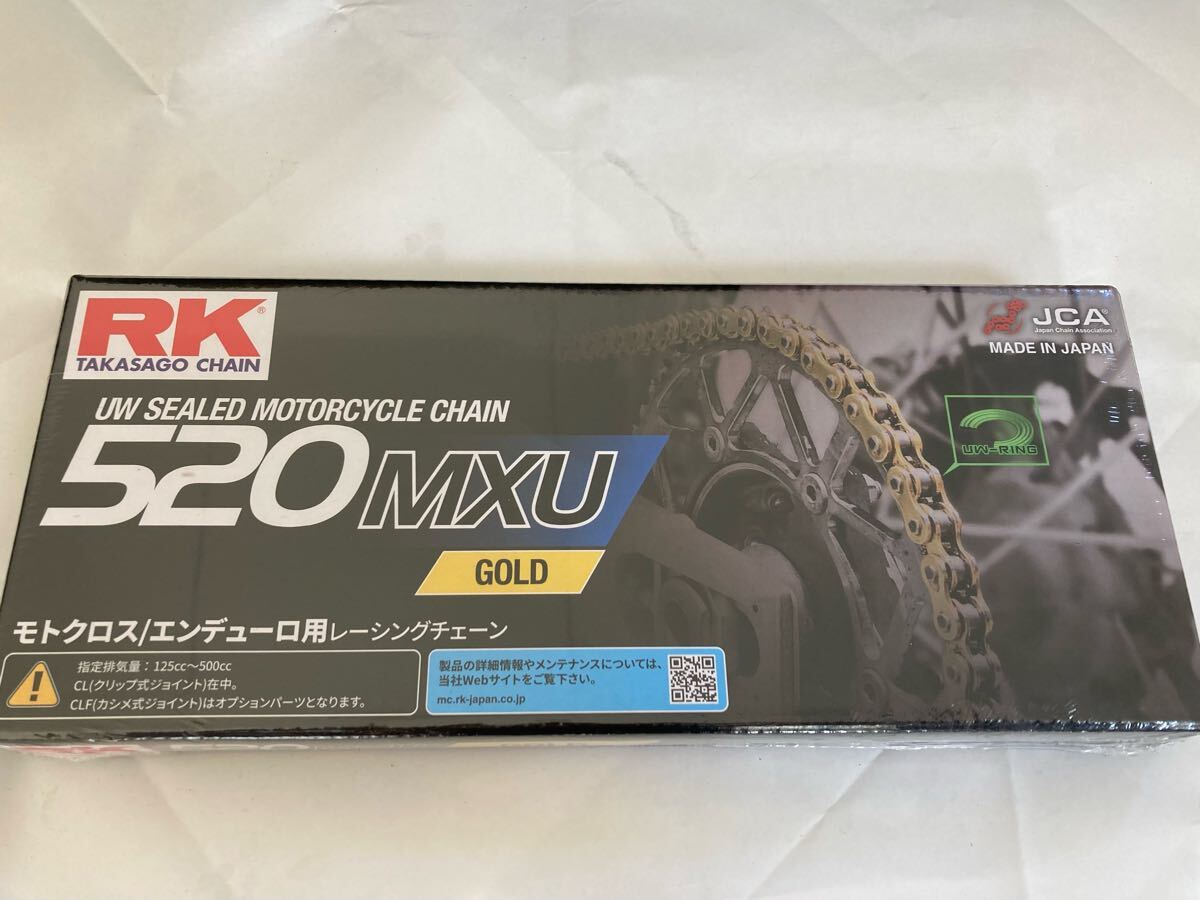 RK®
TAKASAGO CHAIN
UW SEALED MOTORCYCLE CHAIN
520MXU
GOLD
JCA®
Japan Chain Association
MADE IN JAPAN
UW-RING
モトクロス/エンデューロ用レーシングチェーン
指定排気量：125cc～500cc
CL(クリップ式ジョイント)在中。
CLF(カシメ式ジョイント)はオプションパーツとなります。
製品の詳細情報やメンテナンスについては、
当社Webサイトをご覧下さい。
mc.rk-japan.co.jp
RK
520